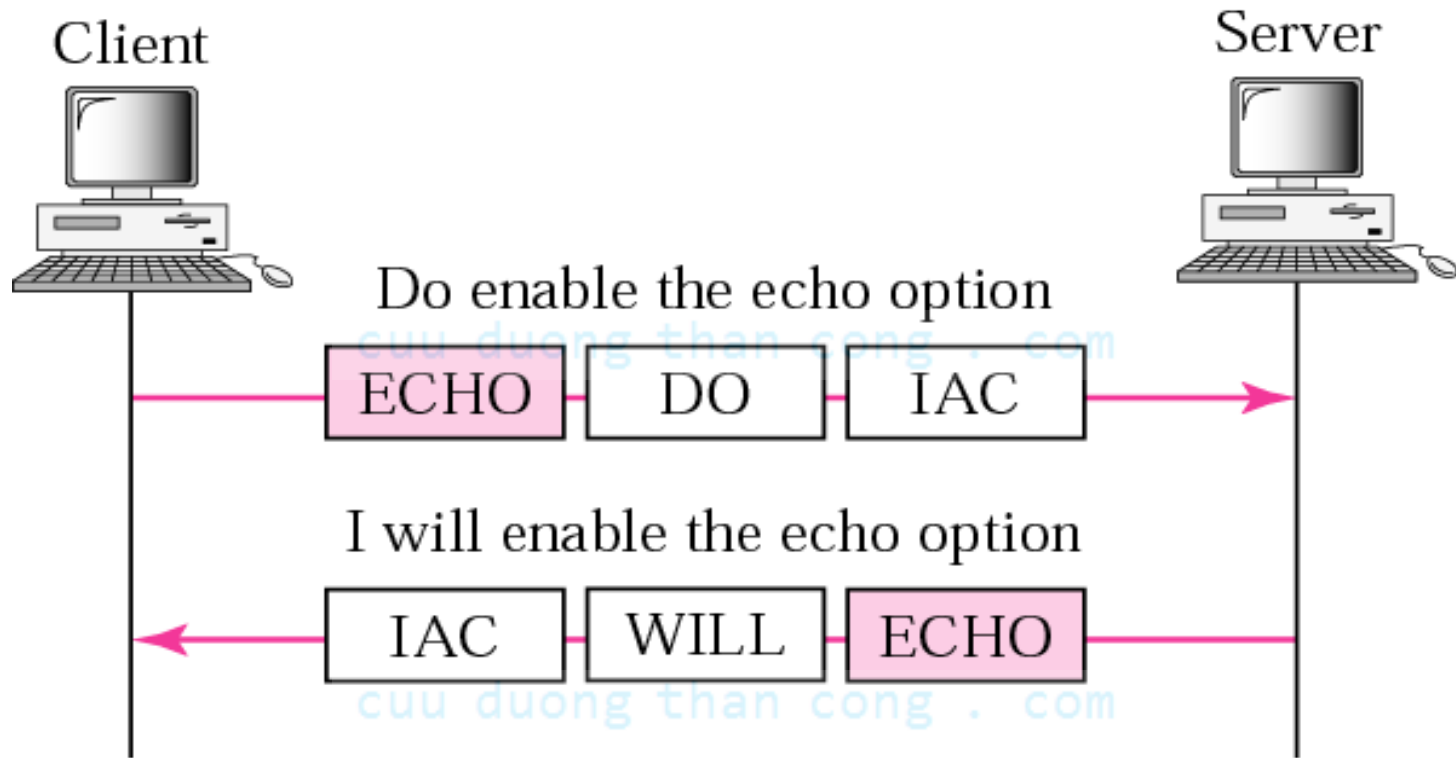 Client
Server
Do enable the echo option
cuu duong than cong . com
ECHO DO IAC
I will enable the echo option
IAC WILL ECHO
cuu duong than cong . com